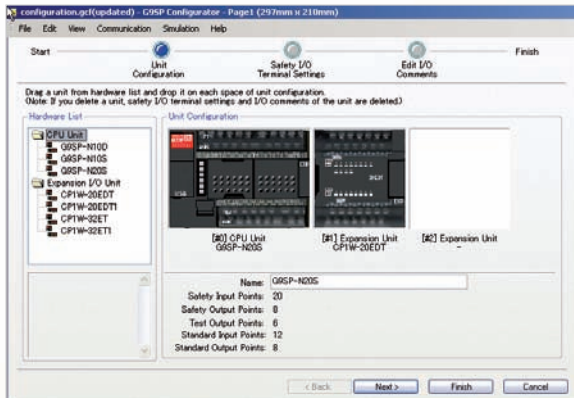 configuration.gcf(updated) - G9SP Configurator - Page1 (297mm x 210mm)
File Edit View Communication Simulation Help
Start
Unit Configuration
Safety I/O Terminal Settings
Edit I/O Comments
Finish
Drag a unit from hardware list and drop it on each space of unit configuration.
(Note: If you delete a unit, safety I/O terminal settings and I/O comments of the unit are deleted.)
Hardware List
CPU Unit
G9SP-N10D
G9SP-N10S
G9SP-N20S
Expansion I/O Unit
CP1W-20EDT
CP1W-20EDT1
CP1W-32ET
CP1W-32ET1
Unit Configuration
[#0] CPU Unit
G9SP-N20S
[#1] Expansion Unit
CP1W-20EDT
[#2] Expansion Unit
-
Name: G9SP-N20S
Safety Input Points: 20
Safety Output Points: 8
Test Output Points: 6
Standard Input Points: 12
Standard Output Points: 8
< Back
Next >
Finish
Cancel